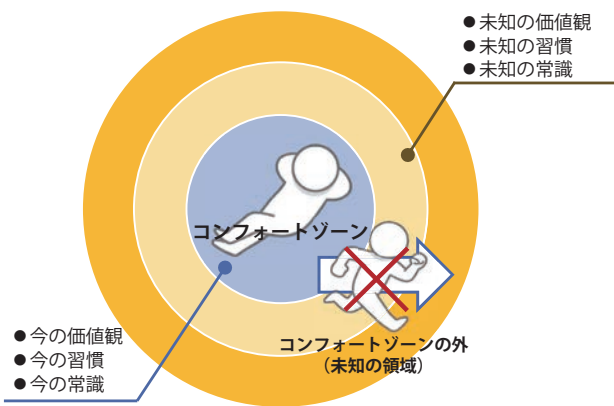 ●未知の価値観
●未知の習慣
●未知の常識
コンフォートゾーン
コンフォートゾーンの外
（未知の領域）
●今の価値観
●今の習慣
●今の常識